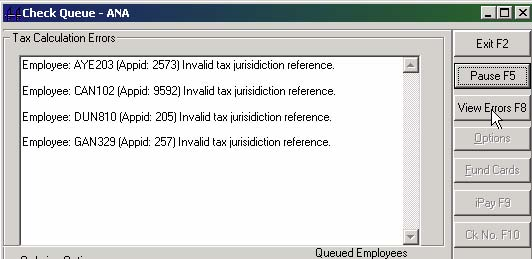 Check Queue - ANA
Tax Calculation Errors
Employee: AYE203 (Appid: 2573) Invalid tax jurisidiction reference.
Employee: CAN102 (Appid: 9592) Invalid tax jurisidiction reference.
Employee: DUN810 (Appid: 205) Invalid tax jurisidiction reference.
Employee: GAN329 (Appid: 257) Invalid tax jurisidiction reference.
Exit F2
Pause F5
View Errors F8
Options
Fund Cards
iPay F9
Ck No. F10
Queued Employees